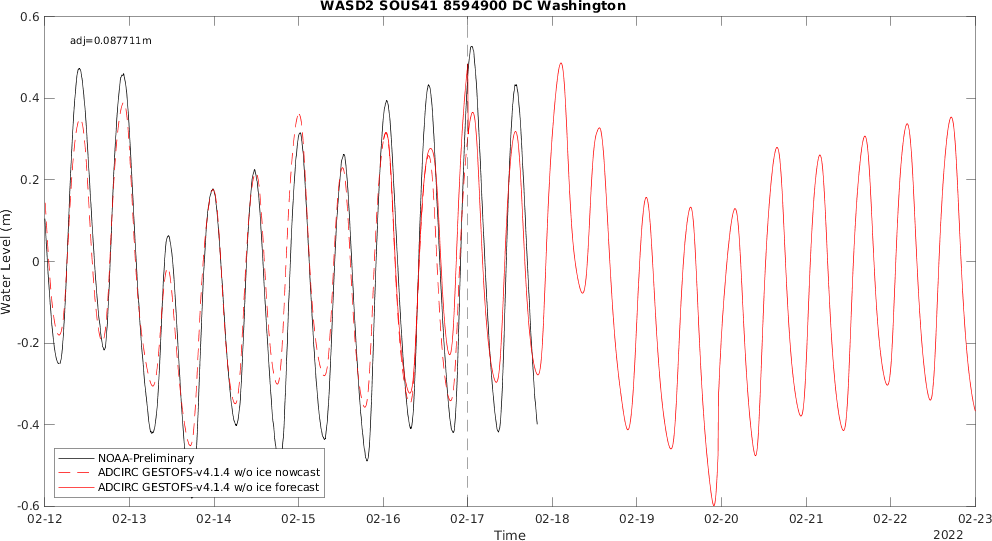 WASD2 SOUS41 8594900 DC Washington
adj=0.087711m
0.6
0.4
0.2
0
-0.2
-0.4
-0.6
Water Level (m)
NOAA-Preliminary
ADCIRC GESTOFS-v4.1.4 w/o ice nowcast
ADCIRC GESTOFS-v4.1.4 w/o ice forecast
02-12 02-13 02-14 02-15 02-16 02-17 02-18 02-19 02-20 02-21 02-22 02-23
Time
2022